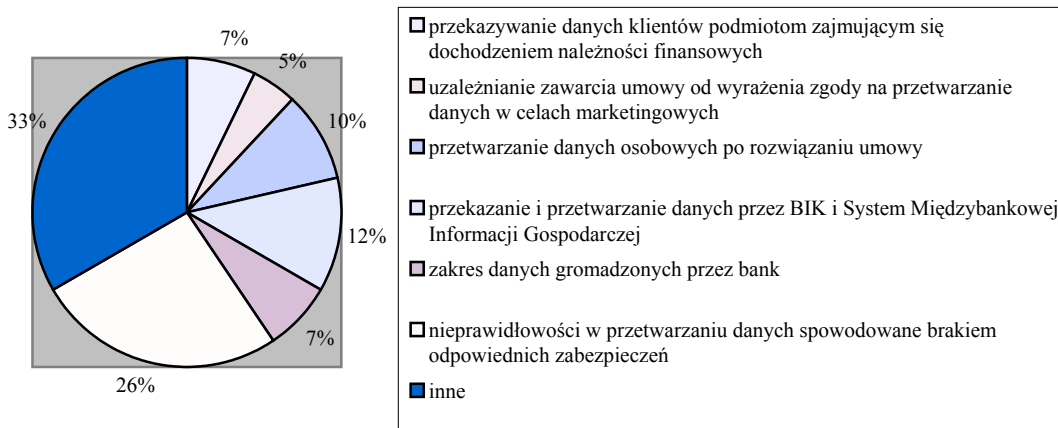 7%
5%
10%
12%
7%
26%
33%
przekazywanie danych klientów podmiotom zajmującym się
dochodzeniem należności finansowych
uzależnianie zawarcia umowy od wyrażenia zgody na przetwarzanie
danych w celach marketingowych
przetwarzanie danych osobowych po rozwiązaniu umowy
przekazanie i przetwarzanie danych przez BIK i System Międzybankowej
Informacji Gospodarczej
zakres danych gromadzonych przez bank
nieprawidłowości w przetwarzaniu danych spowodowane brakiem
odpowiednich zabezpieczeń
inne